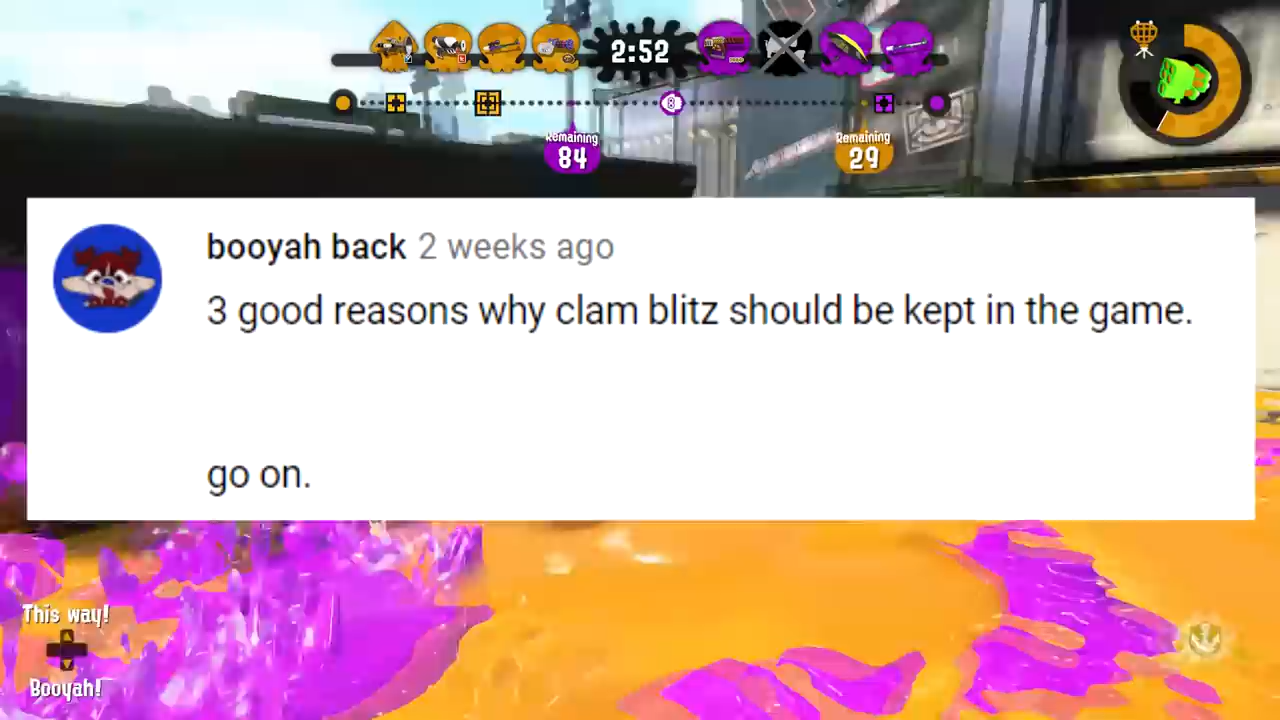 2:52
8
Remaining
84
Remaining
29
booyah back 2 weeks ago
3 good reasons why clam blitz should be kept in the game.
go on.
This way!
Booyah!